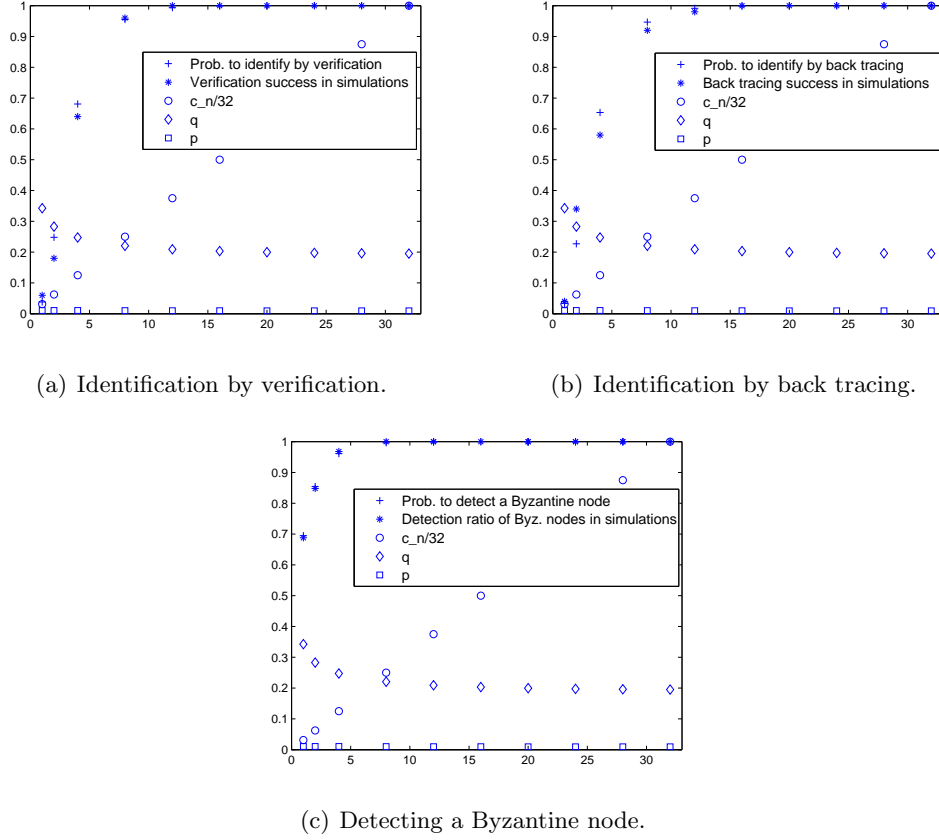 1
0.9
0.8
0.7
0.6
0.5
0.4
0.3
0.2
0.1
0
0 5 10 15 20 25 30
Prob. to identify by verification
Verification success in simulations
c_n/32
q
p
(a) Identification by verification.
1
0.9
0.8
0.7
0.6
0.5
0.4
0.3
0.2
0.1
0
0 5 10 15 20 25 30
Prob. to identify by back tracing
Back tracing success in simulations
c_n/32
q
p
(b) Identification by back tracing.
1
0.9
0.8
0.7
0.6
0.5
0.4
0.3
0.2
0.1
0
0 5 10 15 20 25 30
Prob. to detect a Byzantine node
Detection ratio of Byz. nodes in simulations
c_n/32
q
p
(c) Detecting a Byzantine node.